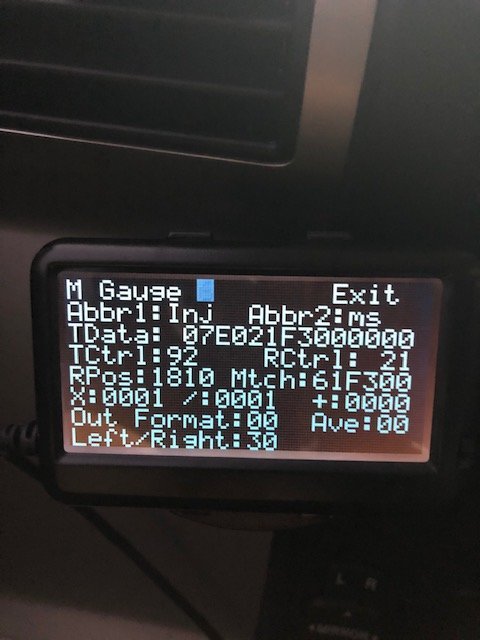 M Gauge Exit
Abbr1:Inj Abbr2:ms
TData: 07E021F3000000
TCtrl:92 RCtrl: 21
RPos:1810 Mtch:61F300
X:0001 /:0001 +:0000
Out Format:00 Ave:00
Left/Right:30
L R